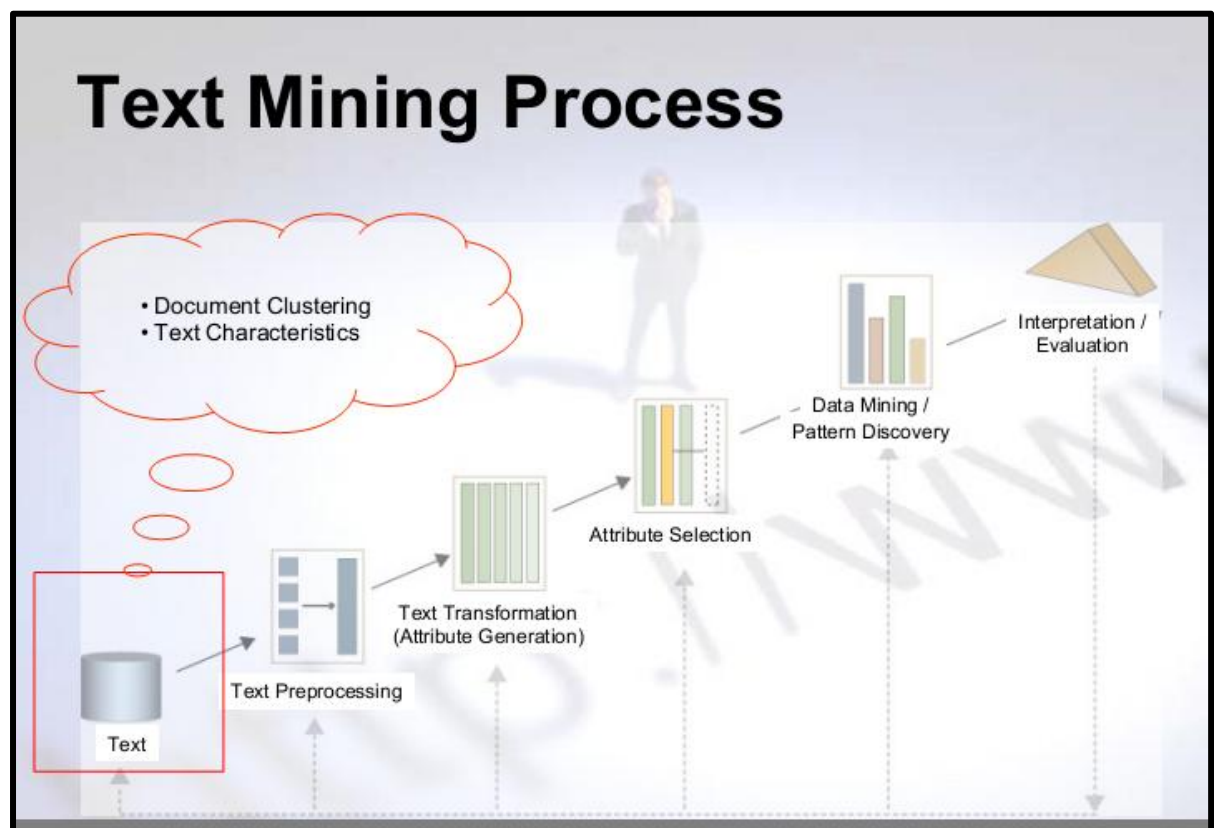 Text Mining Process
• Document Clustering
• Text Characteristics
Interpretation /
Evaluation
Data Mining /
Pattern Discovery
Attribute Selection
Text Transformation
(Attribute Generation)
Text Preprocessing
Text